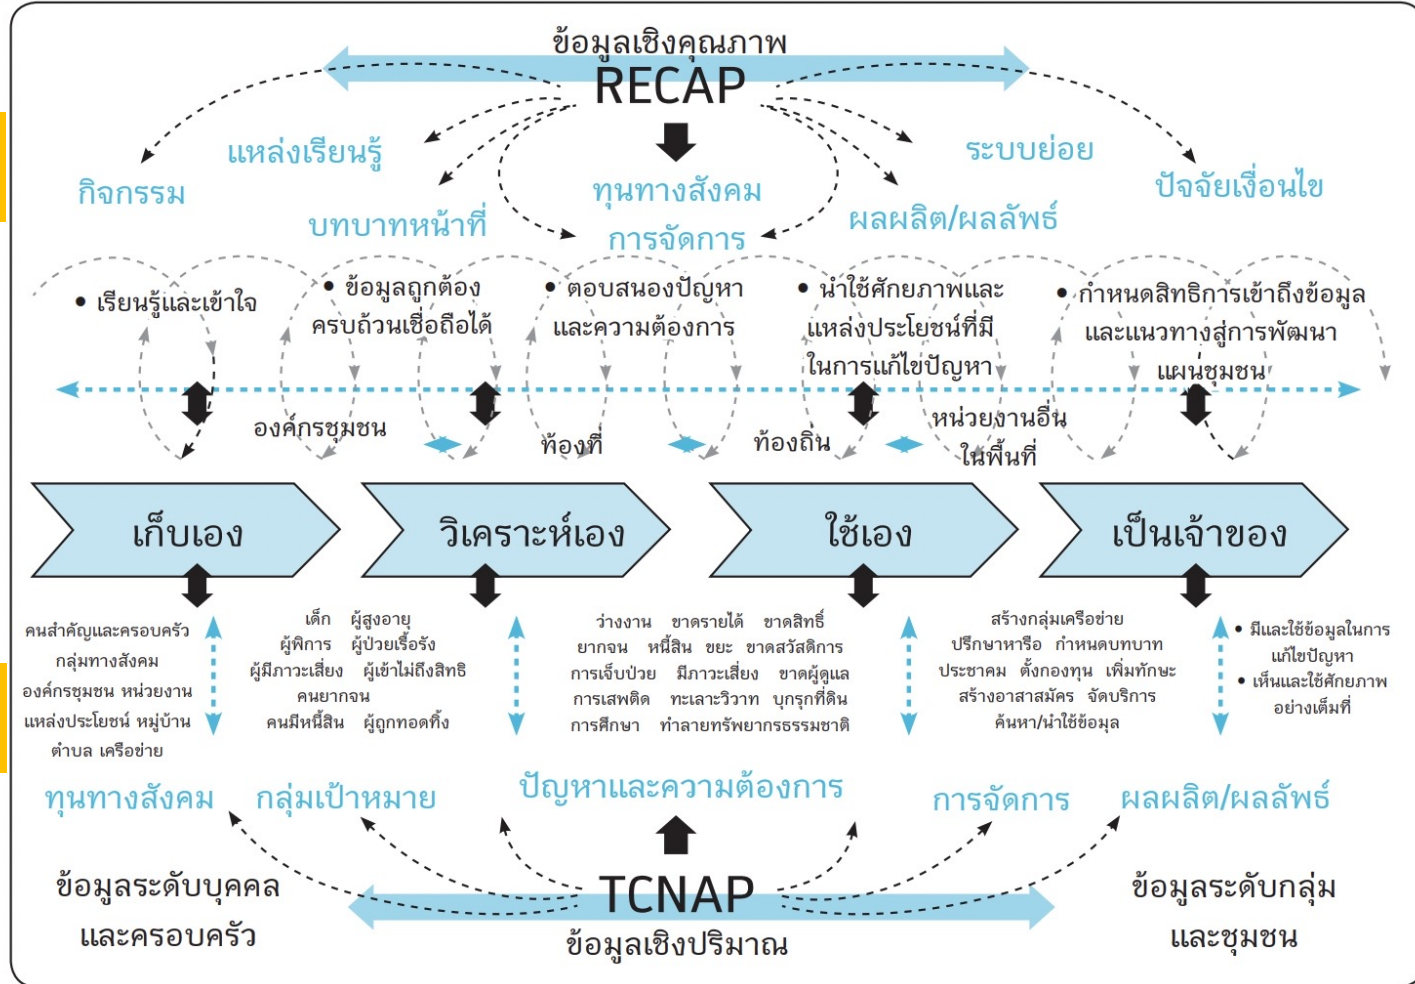 ข้อมูลเชิงคุณภาพ
RECAP
แหล่งเรียนรู้
ระบบย่อย
กิจกรรม
ทุนทางสังคม
ปัจจัยเงื่อนไข
บทบาทหน้าที่
ผลผลิต/ผลลัพธ์
การจัดการ
• เรียนรู้และเข้าใจ
• ข้อมูลถูกต้อง
ครบถ้วนเชื่อถือได้
• ตอบสนองปัญหา
และความต้องการ
• นำใช้ศักยภาพและ
แหล่งประโยชน์ที่มี
ในการแก้ไขปัญหา
• กำหนดสิทธิการเข้าถึงข้อมูล
และแนวทางสู่การพัฒนา
แผนชุมชน
องค์กรชุมชน
ท้องที่
ท้องถิ่น
หน่วยงานอื่น
ในพื้นที่
เก็บเอง
วิเคราะห์เอง
ใช้เอง
เป็นเจ้าของ
คนสำคัญและครอบครัว
กลุ่มทางสังคม
องค์กรชุมชน หน่วยงาน
แหล่งประโยชน์ หมู่บ้าน
ตำบล เครือข่าย
เด็ก ผู้สูงอายุ
ผู้พิการ ผู้ป่วยเรื้อรัง
ผู้มีภาวะเสี่ยง ผู้เข้าไม่ถึงสิทธิ
คนยากจน
คนมีหนี้สิน ผู้ถูกทอดทิ้ง
ว่างงาน ขาดรายได้ ขาดสิทธิ์
ยากจน หนี้สิน ขยะ ขาดสวัสดิการ
การเจ็บป่วย มีภาวะเสี่ยง ขาดผู้ดูแล
การเสพติด ทะเลาะวิวาท บุกรุกที่ดิน
การศึกษา ทำลายทรัพยากรธรรมชาติ
สร้างกลุ่มเครือข่าย
ปรึกษาหารือ กำหนดบทบาท
ประชาคม ตั้งกองทุน เพิ่มทักษะ
สร้างอาสาสมัคร จัดบริการ
ค้นหา/นำใช้ข้อมูล
• มีและใช้ข้อมูลในการ
แก้ไขปัญหา
• เห็นและใช้ศักยภาพ
อย่างเต็มที่
ทุนทางสังคม
กลุ่มเป้าหมาย
ปัญหาและความต้องการ
การจัดการ
ผลผลิต/ผลลัพธ์
ข้อมูลระดับบุคคล
และครอบครัว
TCNAP
ข้อมูลเชิงปริมาณ
ข้อมูลระดับกลุ่ม
และชุมชน